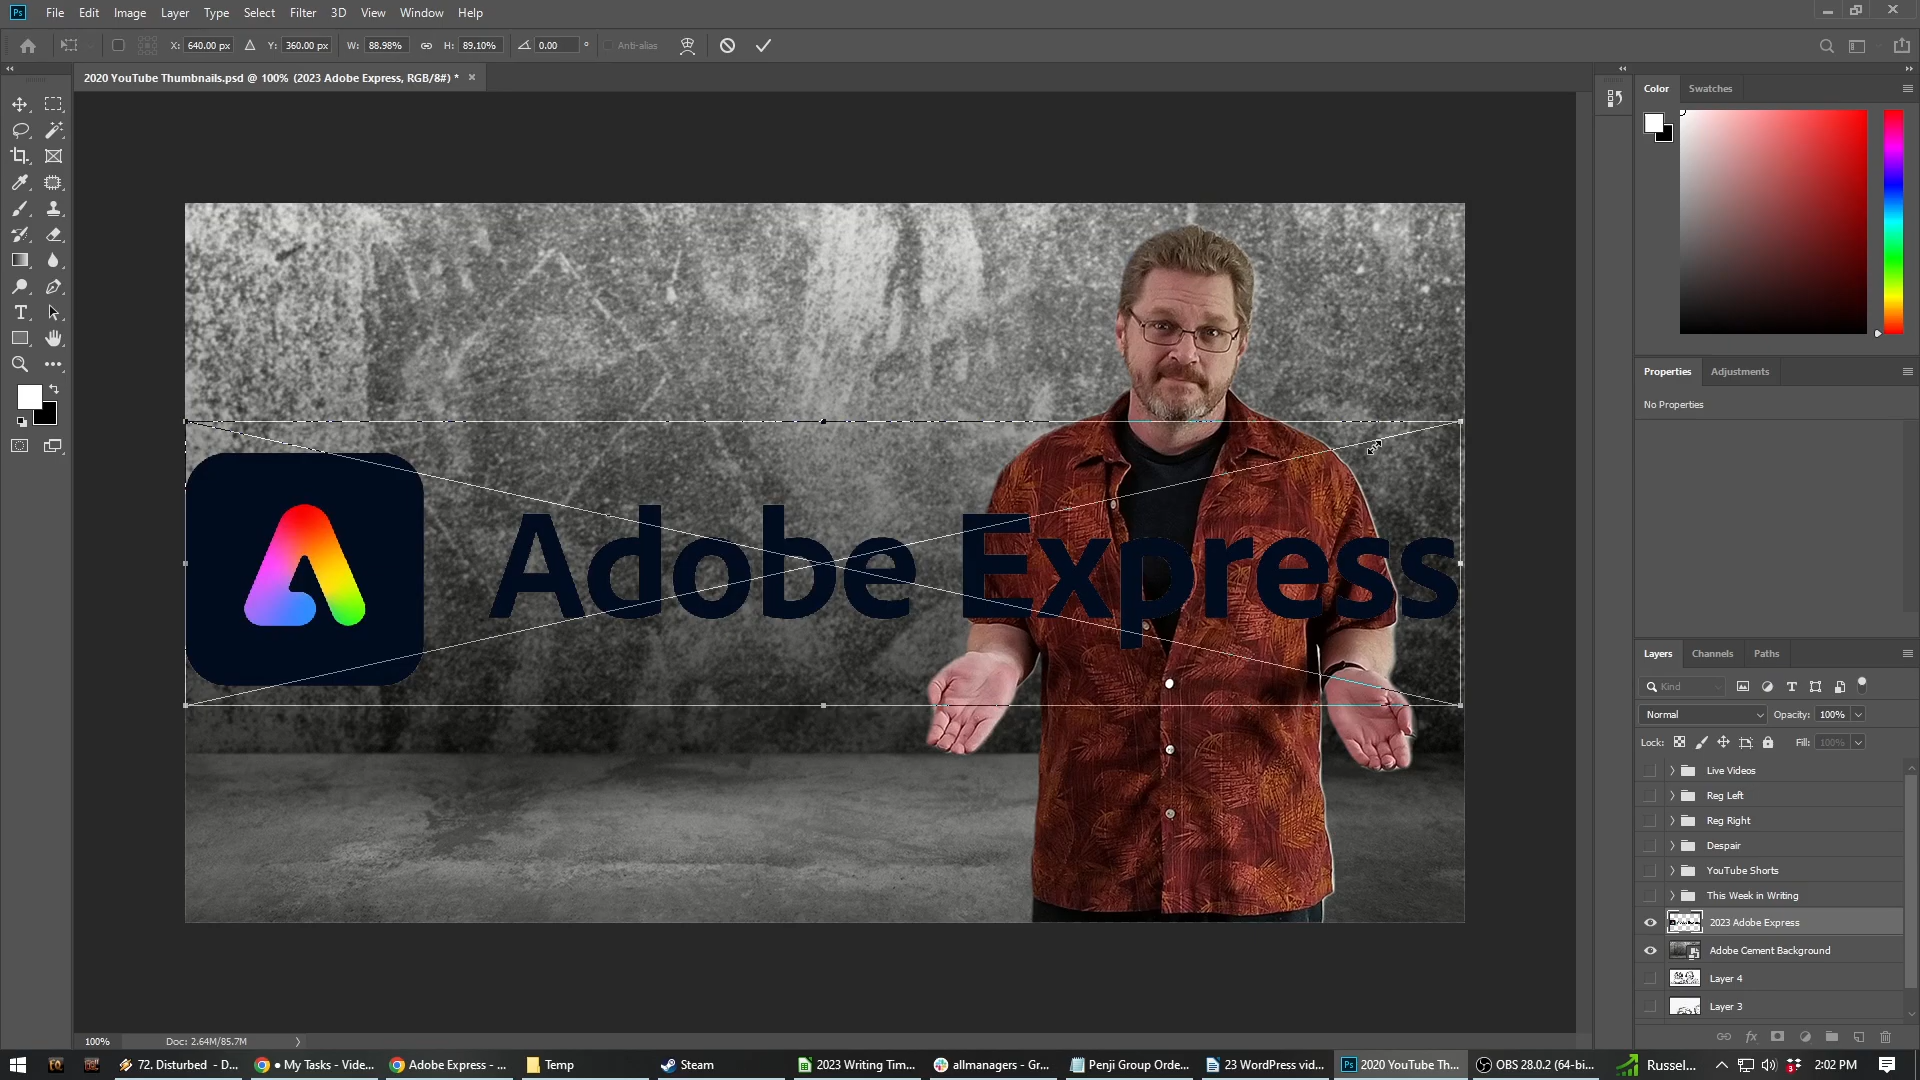 Ps File Edit Image Layer Type Select Filter 3D View Window Help
X: 640.00 px Y: 360.00 px W: 88.98% H: 89.10% 0.00 ° Anti-alias
2020 YouTube Thumbnails.psd @ 100% (2023 Adobe Express, RGB/8#) *
Color Swatches
Adobe Express
Properties Adjustments
No Properties
Layers Channels Paths
Kind
Normal Opacity: 100%
Lock: Fill: 100%
Live Videos
Reg Left
Reg Right
Despair
YouTube Shorts
This Week in Writing
2023 Adobe Express
Adobe Cement Background
Layer 4
Layer 3
100% Doc: 2.64M/85.7M
72. Disturbed - D... ● My Tasks - Vide... Adobe Express - ... Temp Steam 2023 Writing Tim... allmanagers - Gr... Penji Group Orde... 23 WordPress vid... Ps 2020 YouTube Th... OBS 28.0.2 (64-bi... Russel... 2:02 PM